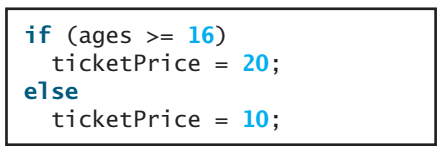 if (ages >= 16)
  ticketPrice = 20;
else
  ticketPrice = 10;